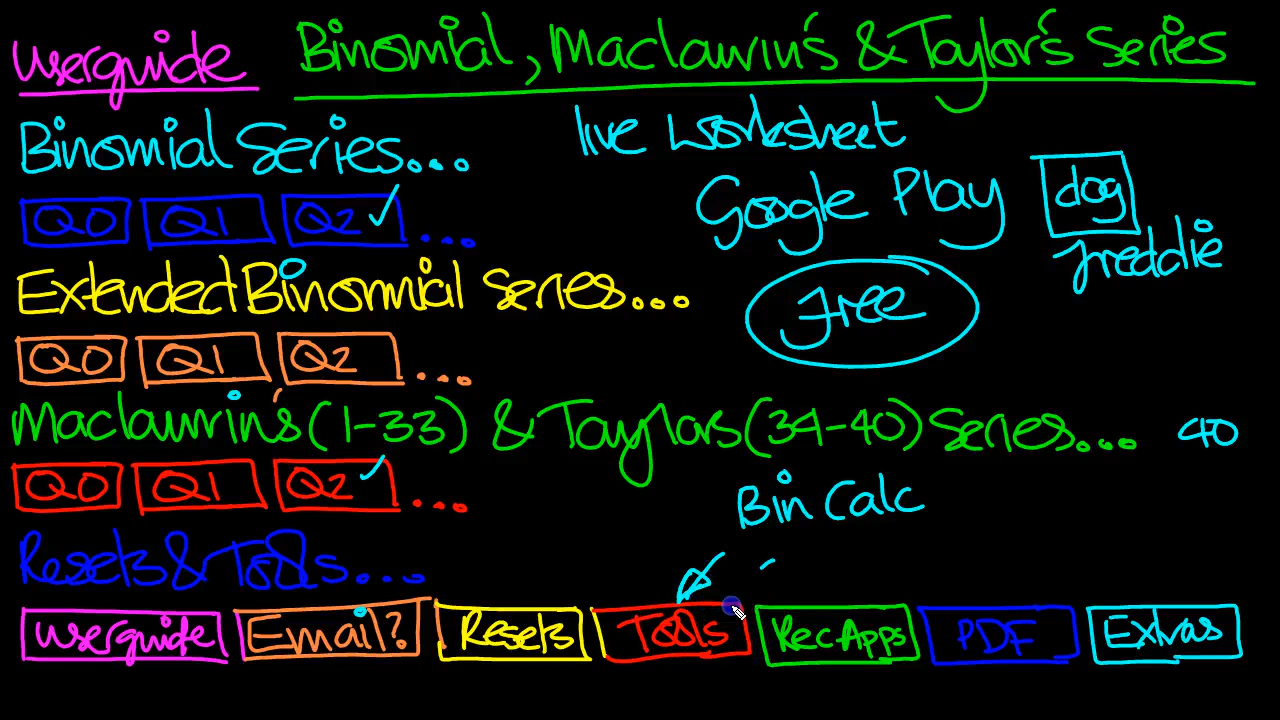 Userguide Binomial, Maclaurin's & Taylor's Series
Binomial Series...
live worksheet
Google Play
dog
freddie
Q0 Q1 Q2 ✓ ...
Extended Binomial Series...
Free
Q0 Q1 Q2 ...
Maclaurin's (1-33) & Taylors (34-40) Series... 40
Q0 Q1 Q2 ✓ ...
Bin Calc
Resets & Tools...
Userguide Email? Resets Tools Rec Apps PDF Extras